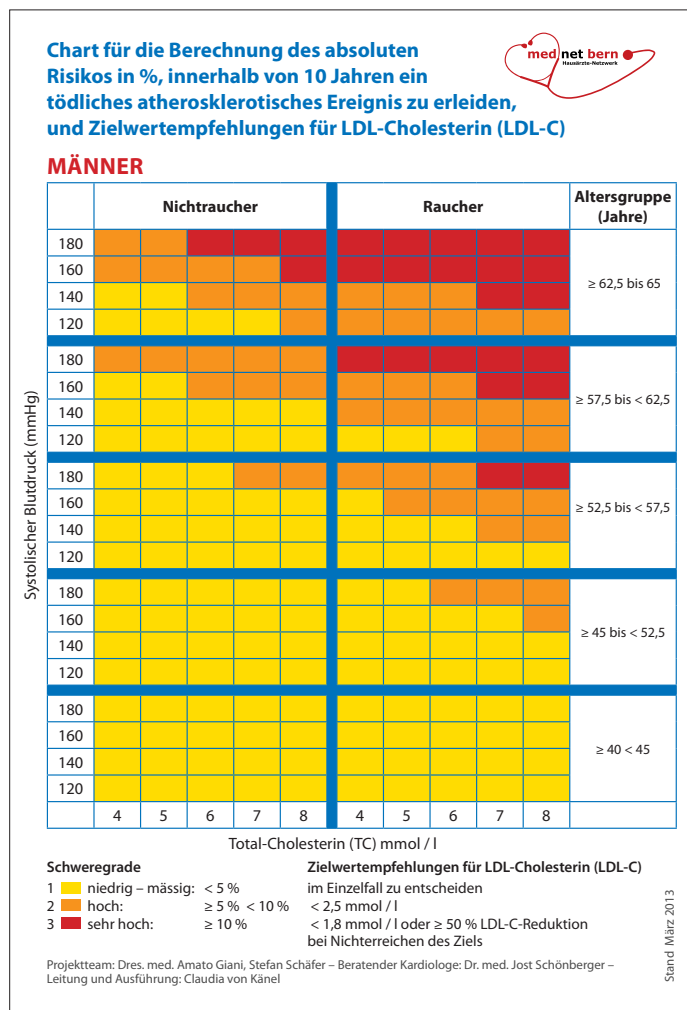 Chart für die Berechnung des absoluten
Risikos in %, innerhalb von 10 Jahren ein
tödliches atherosklerotisches Ereignis zu erleiden,
und Zielwertempfehlungen für LDL-Cholesterin (LDL-C)
med net bern
Hausärzte-Netzwerk
MÄNNER
Nichtraucher Raucher Altersgruppe
(Jahre)
Systolischer Blutdruck (mmHg)
180
160
140
120
≥ 62,5 bis 65
180
160
140
120
≥ 57,5 bis < 62,5
180
160
140
120
≥ 52,5 bis < 57,5
180
160
140
120
≥ 45 bis < 52,5
180
160
140
120
≥ 40 < 45
4 5 6 7 8 4 5 6 7 8
Total-Cholesterin (TC) mmol / l
Schweregrade Zielwertempfehlungen für LDL-Cholesterin (LDL-C)
1 niedrig – mässig: < 5 % im Einzelfall zu entscheiden
2 hoch: ≥ 5 % < 10 % < 2,5 mmol / l
3 sehr hoch: ≥ 10 % < 1,8 mmol / l oder ≥ 50 % LDL-C-Reduktion
bei Nichterreichen des Ziels
Projektteam: Dres. med. Amato Giani, Stefan Schäfer – Beratender Kardiologe: Dr. med. Jost Schönberger –
Leitung und Ausführung: Claudia von Känel
Stand März 2013